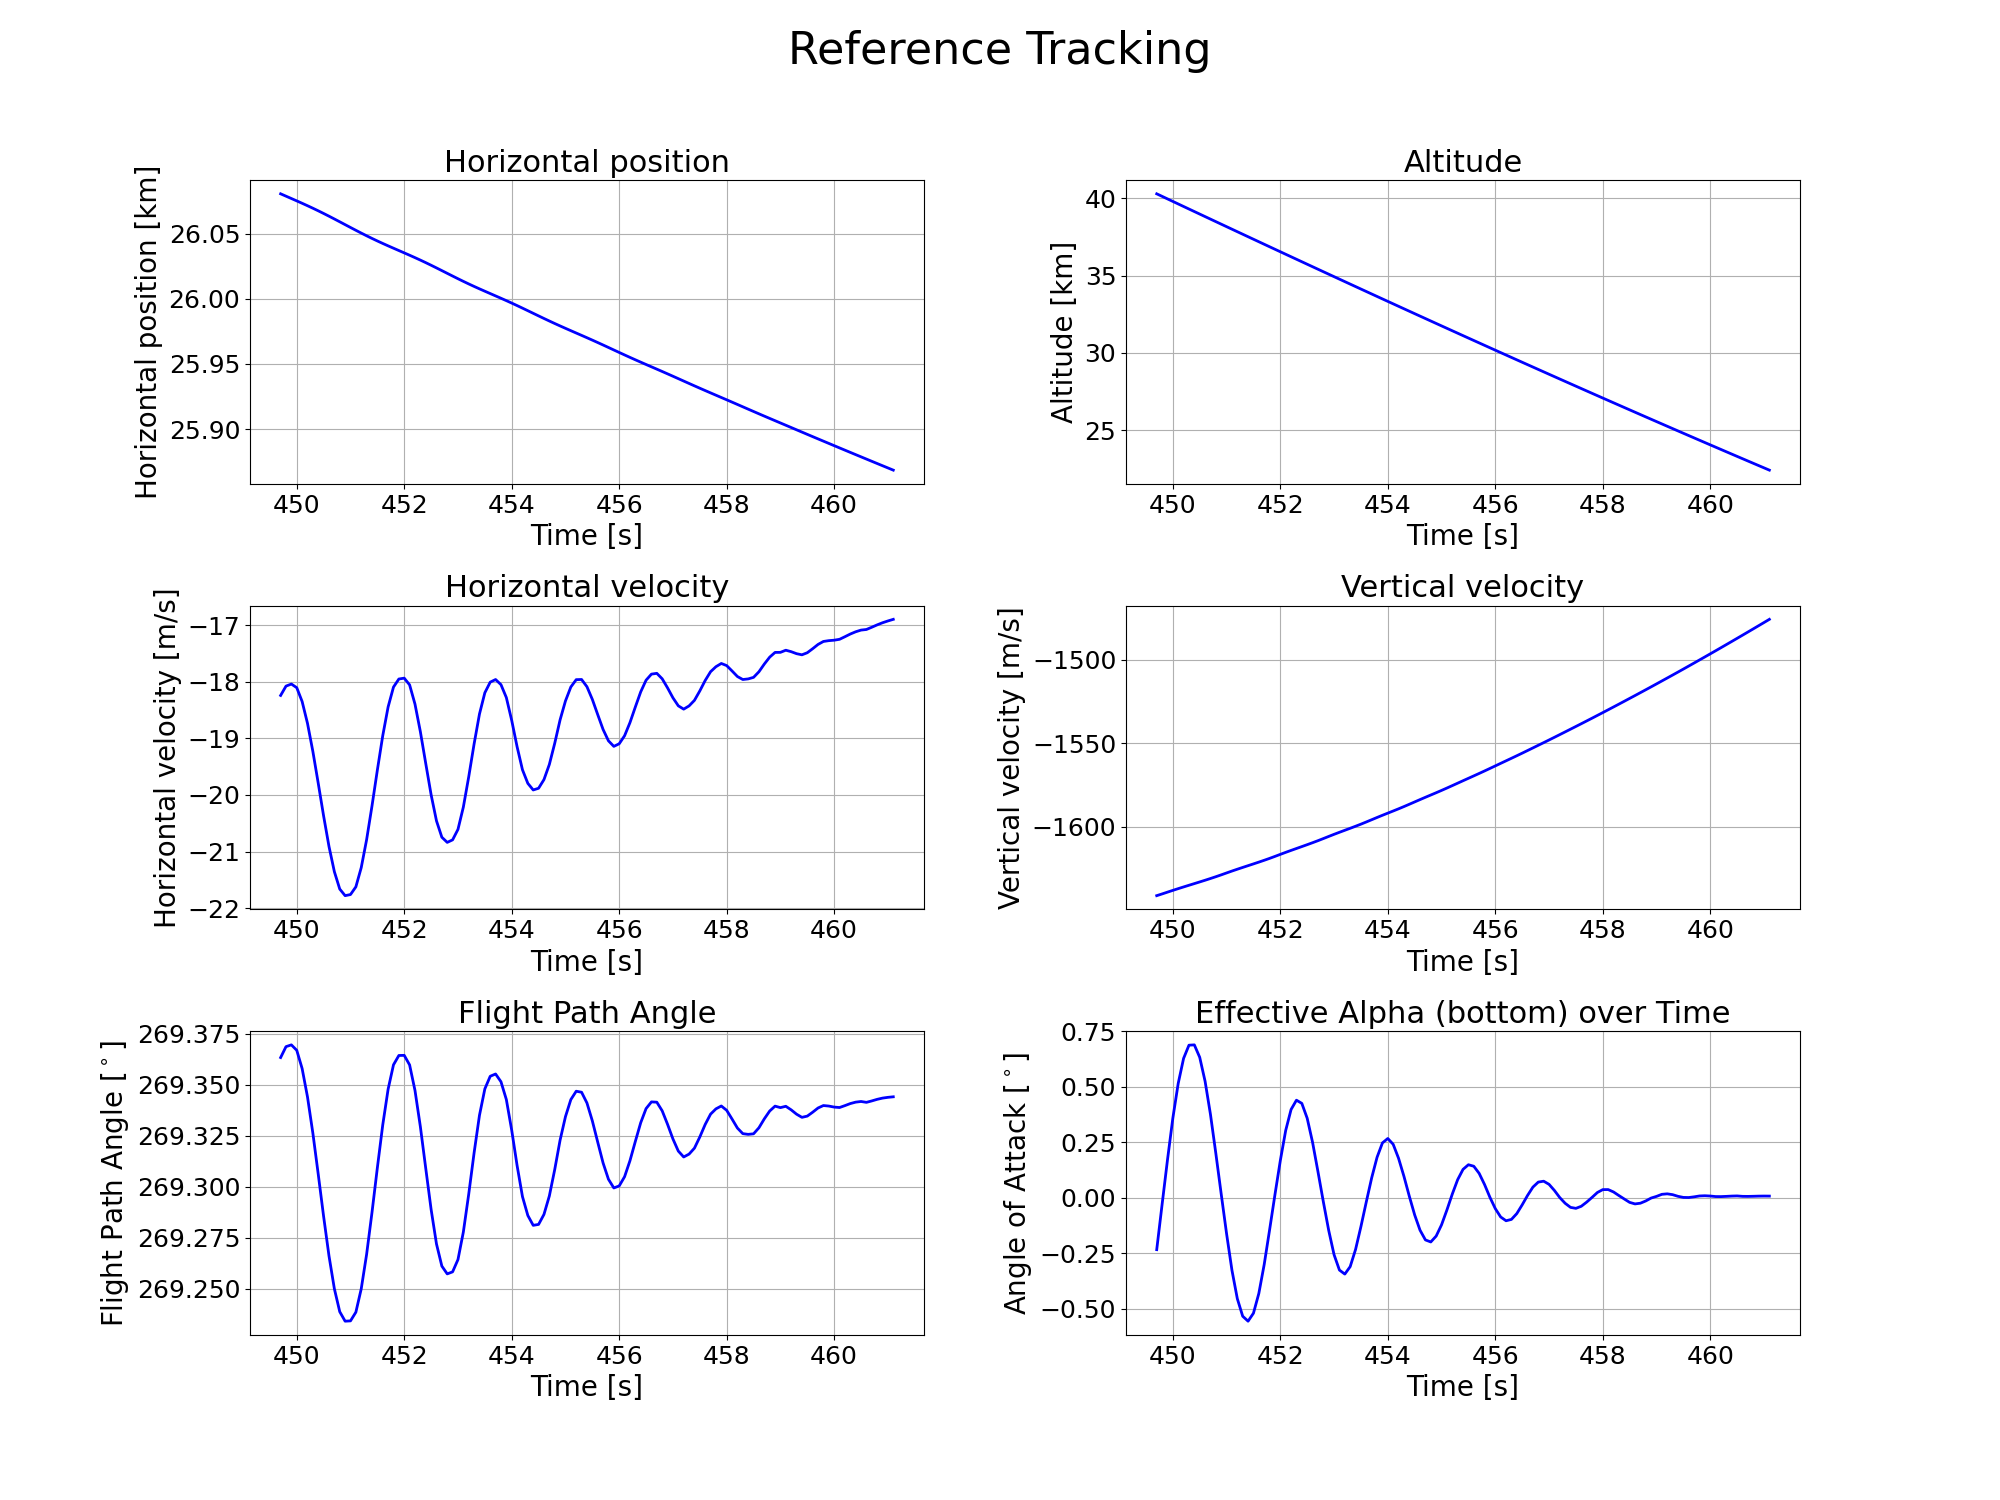 Reference Tracking
Horizontal position
Horizontal position [km]
26.05
26.00
25.95
25.90
450 452 454 456 458 460
Time [s]
Altitude
Altitude [km]
40
35
30
25
450 452 454 456 458 460
Time [s]
Horizontal velocity
Horizontal velocity [m/s]
−17
−18
−19
−20
−21
−22
450 452 454 456 458 460
Time [s]
Vertical velocity
Vertical velocity [m/s]
−1500
−1550
−1600
450 452 454 456 458 460
Time [s]
Flight Path Angle
Flight Path Angle [°]
269.375
269.350
269.325
269.300
269.275
269.250
450 452 454 456 458 460
Time [s]
Effective Alpha (bottom) over Time
Angle of Attack [°]
0.75
0.50
0.25
0.00
−0.25
−0.50
450 452 454 456 458 460
Time [s]